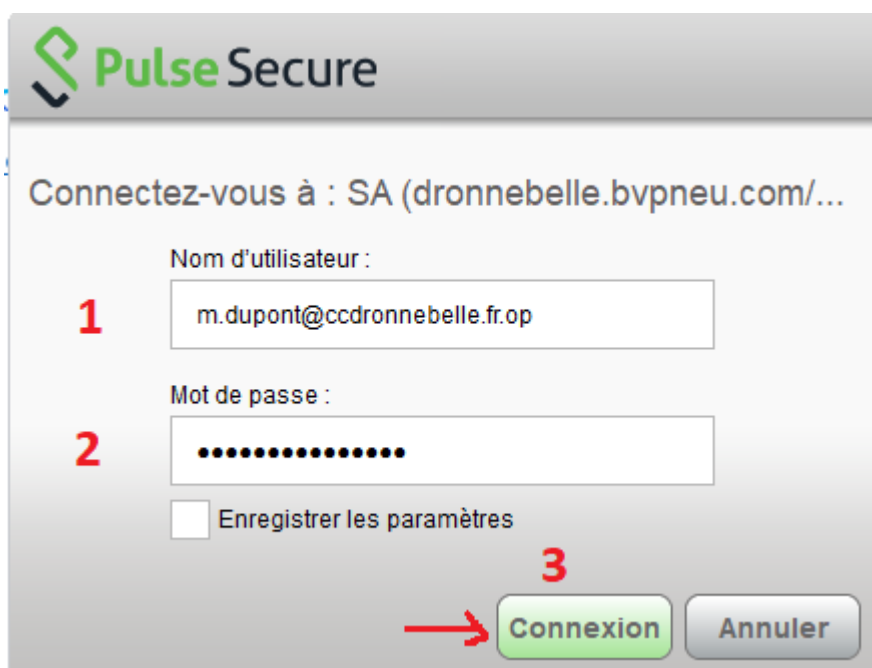 Pulse Secure
Connectez-vous à : SA (dronnebelle.bvpneu.com/...
Nom d'utilisateur :
1
m.dupont@ccdronnebelle.fr.op
Mot de passe :
2
•••••••••••••••
Enregistrer les paramètres
3
Connexion
Annuler